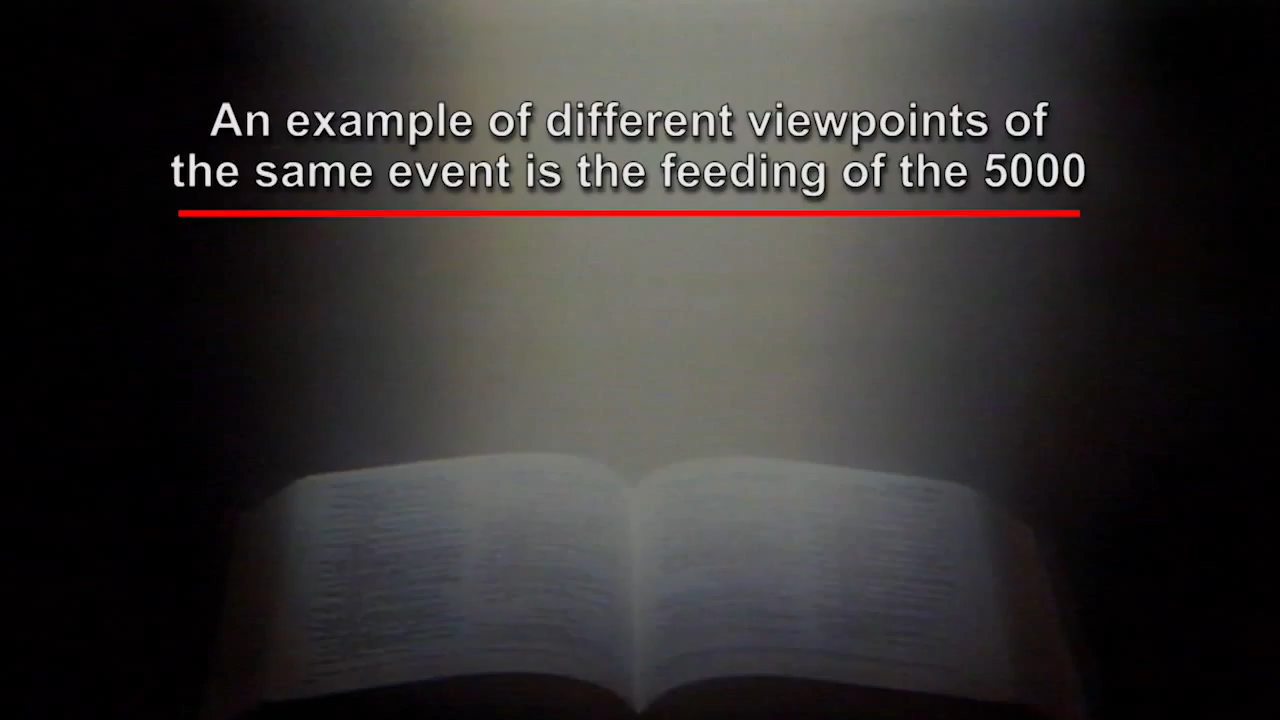 An example of different viewpoints of
the same event is the feeding of the 5000